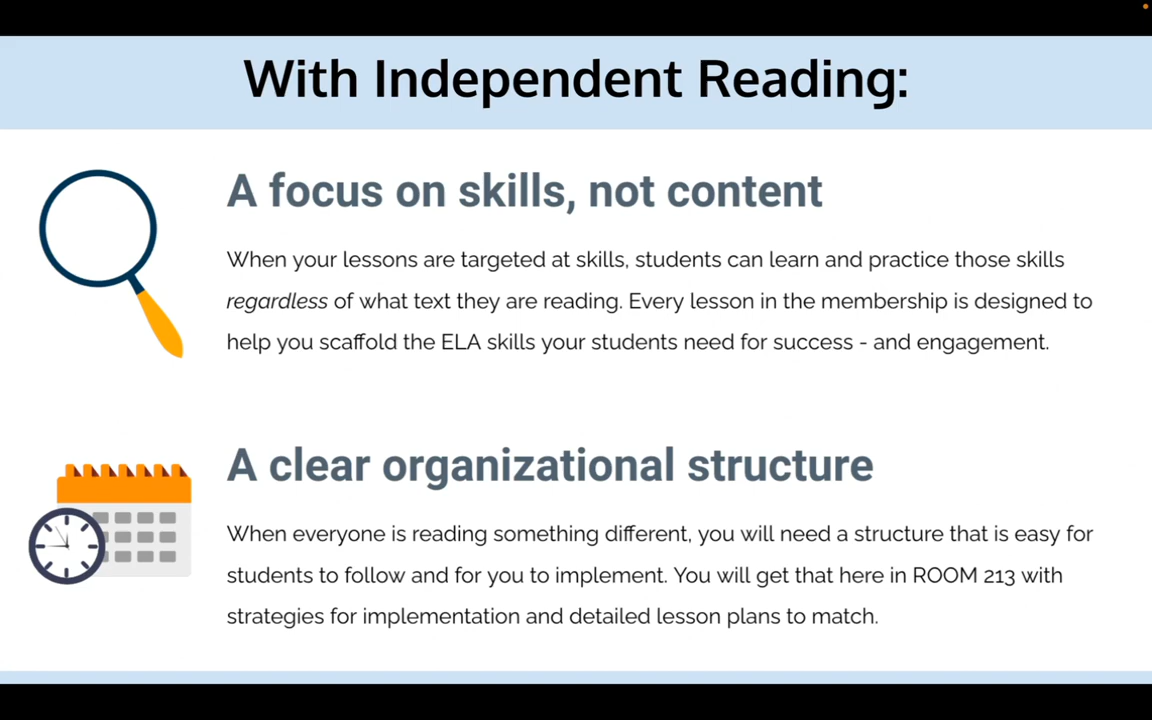 With Independent Reading:
A focus on skills, not content
When your lessons are targeted at skills, students can learn and practice those skills
regardless of what text they are reading. Every lesson in the membership is designed to
help you scaffold the ELA skills your students need for success - and engagement.
A clear organizational structure
When everyone is reading something different, you will need a structure that is easy for
students to follow and for you to implement. You will get that here in ROOM 213 with
strategies for implementation and detailed lesson plans to match.